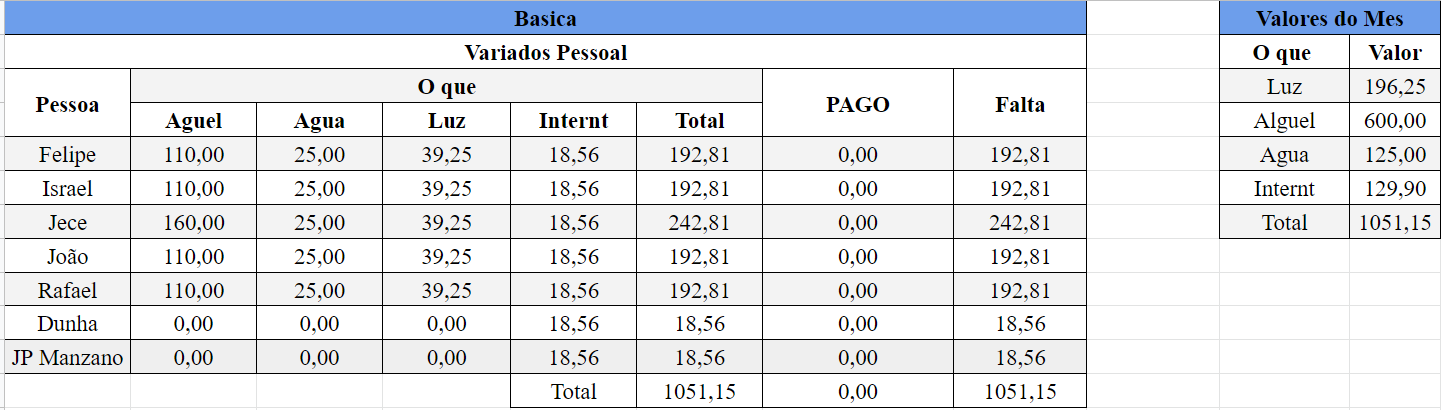 Basica Valores do Mes
Variados Pessoal O que Valor
Pessoa O que PAGO Falta Luz 196,25
Aguel Agua Luz Internt Total Alguel 600,00
Felipe 110,00 25,00 39,25 18,56 192,81 0,00 192,81 Agua 125,00
Israel 110,00 25,00 39,25 18,56 192,81 0,00 192,81 Internt 129,90
Jece 160,00 25,00 39,25 18,56 242,81 0,00 242,81 Total 1051,15
João 110,00 25,00 39,25 18,56 192,81 0,00 192,81
Rafael 110,00 25,00 39,25 18,56 192,81 0,00 192,81
Dunha 0,00 0,00 0,00 18,56 18,56 0,00 18,56
JP Manzano 0,00 0,00 0,00 18,56 18,56 0,00 18,56
Total 1051,15 0,00 1051,15